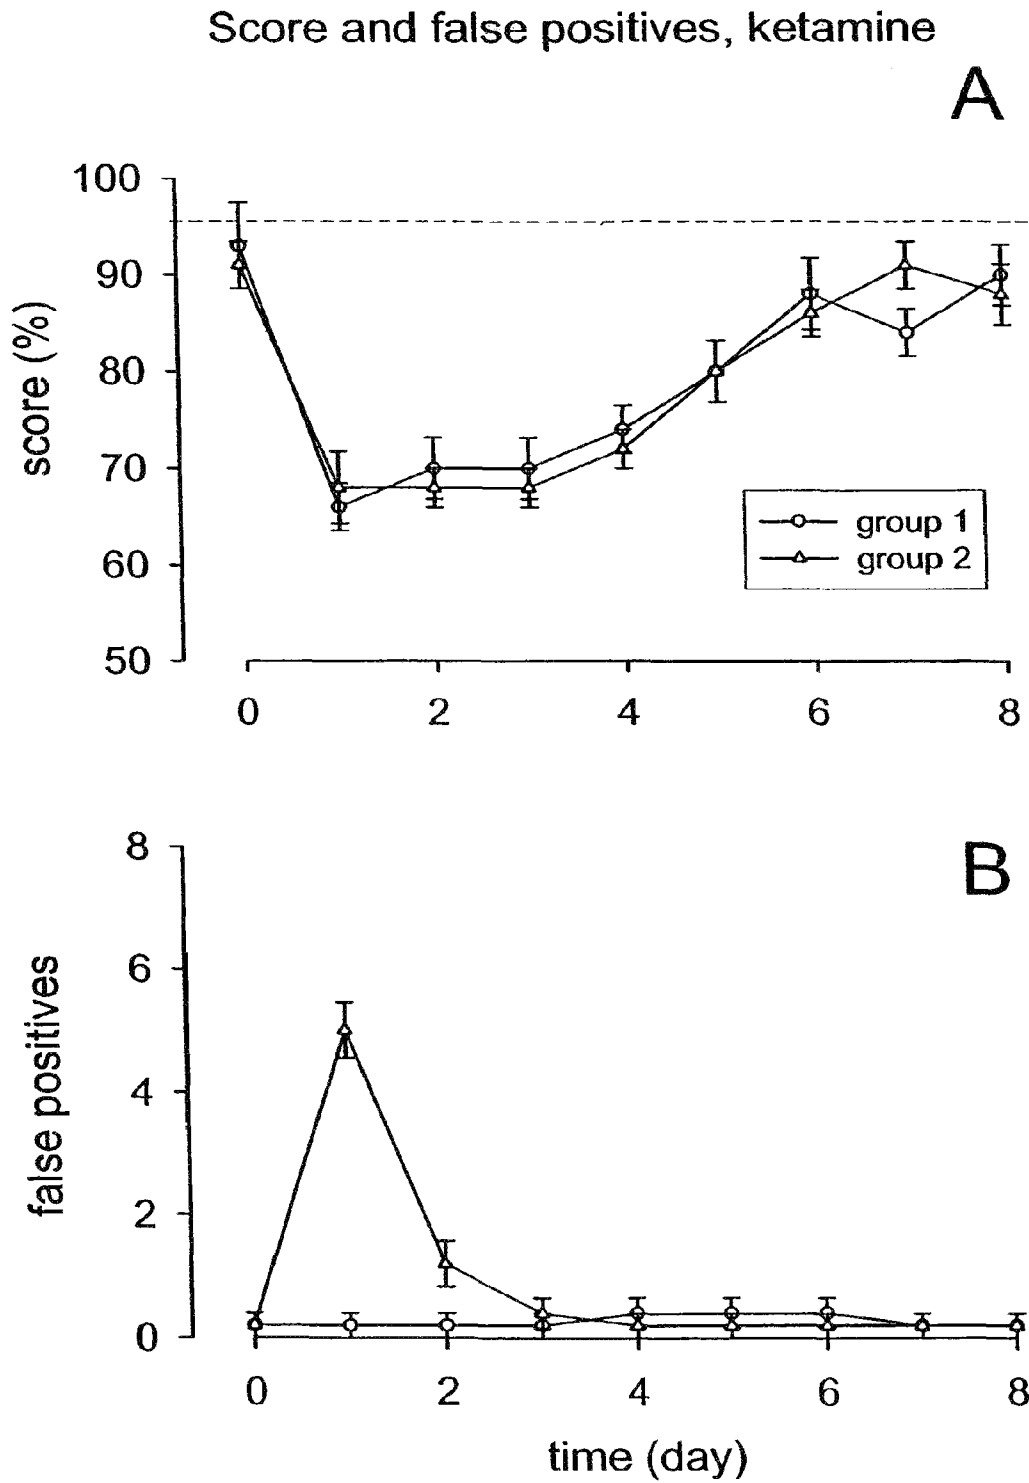 Score and false positives, ketamine
A
100
90
80
70
60
50
score (%)
group 1
group 2
0 2 4 6 8
B
8
6
4
2
0
false positives
0 2 4 6 8
time (day)